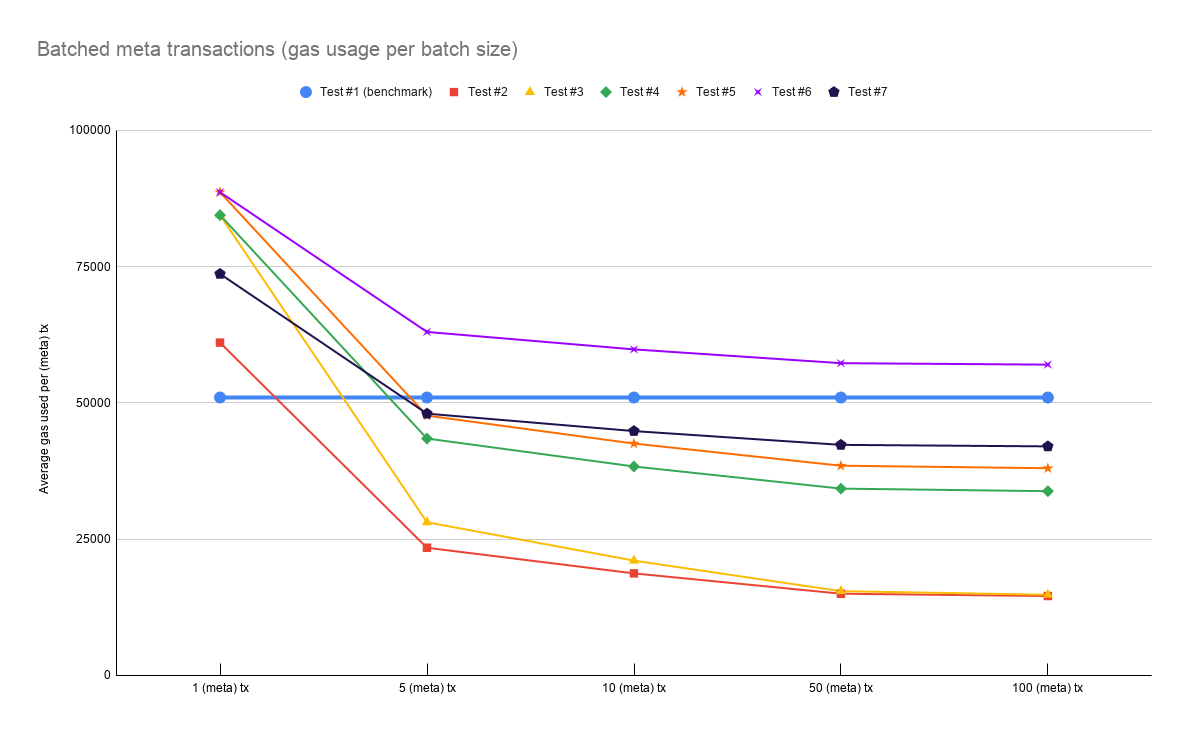 Batched meta transactions (gas usage per batch size)
Test #1 (benchmark) Test #2 Test #3 Test #4 Test #5 Test #6 Test #7
100000
75000
50000
25000
0
Average gas used per (meta) tx
1 (meta) tx 5 (meta) tx 10 (meta) tx 50 (meta) tx 100 (meta) tx